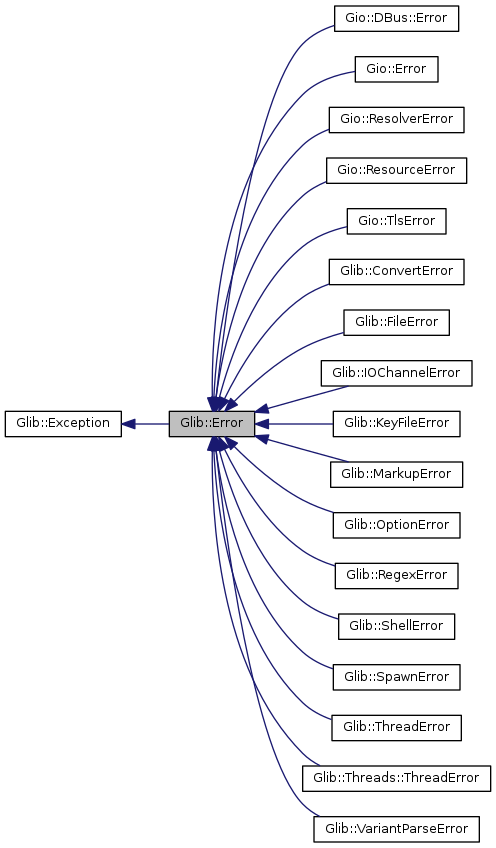 Gio::DBus::Error
Gio::Error
Gio::ResolverError
Gio::ResourceError
Gio::TlsError
Glib::ConvertError
Glib::FileError
Glib::IOChannelError
Glib::Exception
Glib::Error
Glib::KeyFileError
Glib::MarkupError
Glib::OptionError
Glib::RegexError
Glib::ShellError
Glib::SpawnError
Glib::ThreadError
Glib::Threads::ThreadError
Glib::VariantParseError